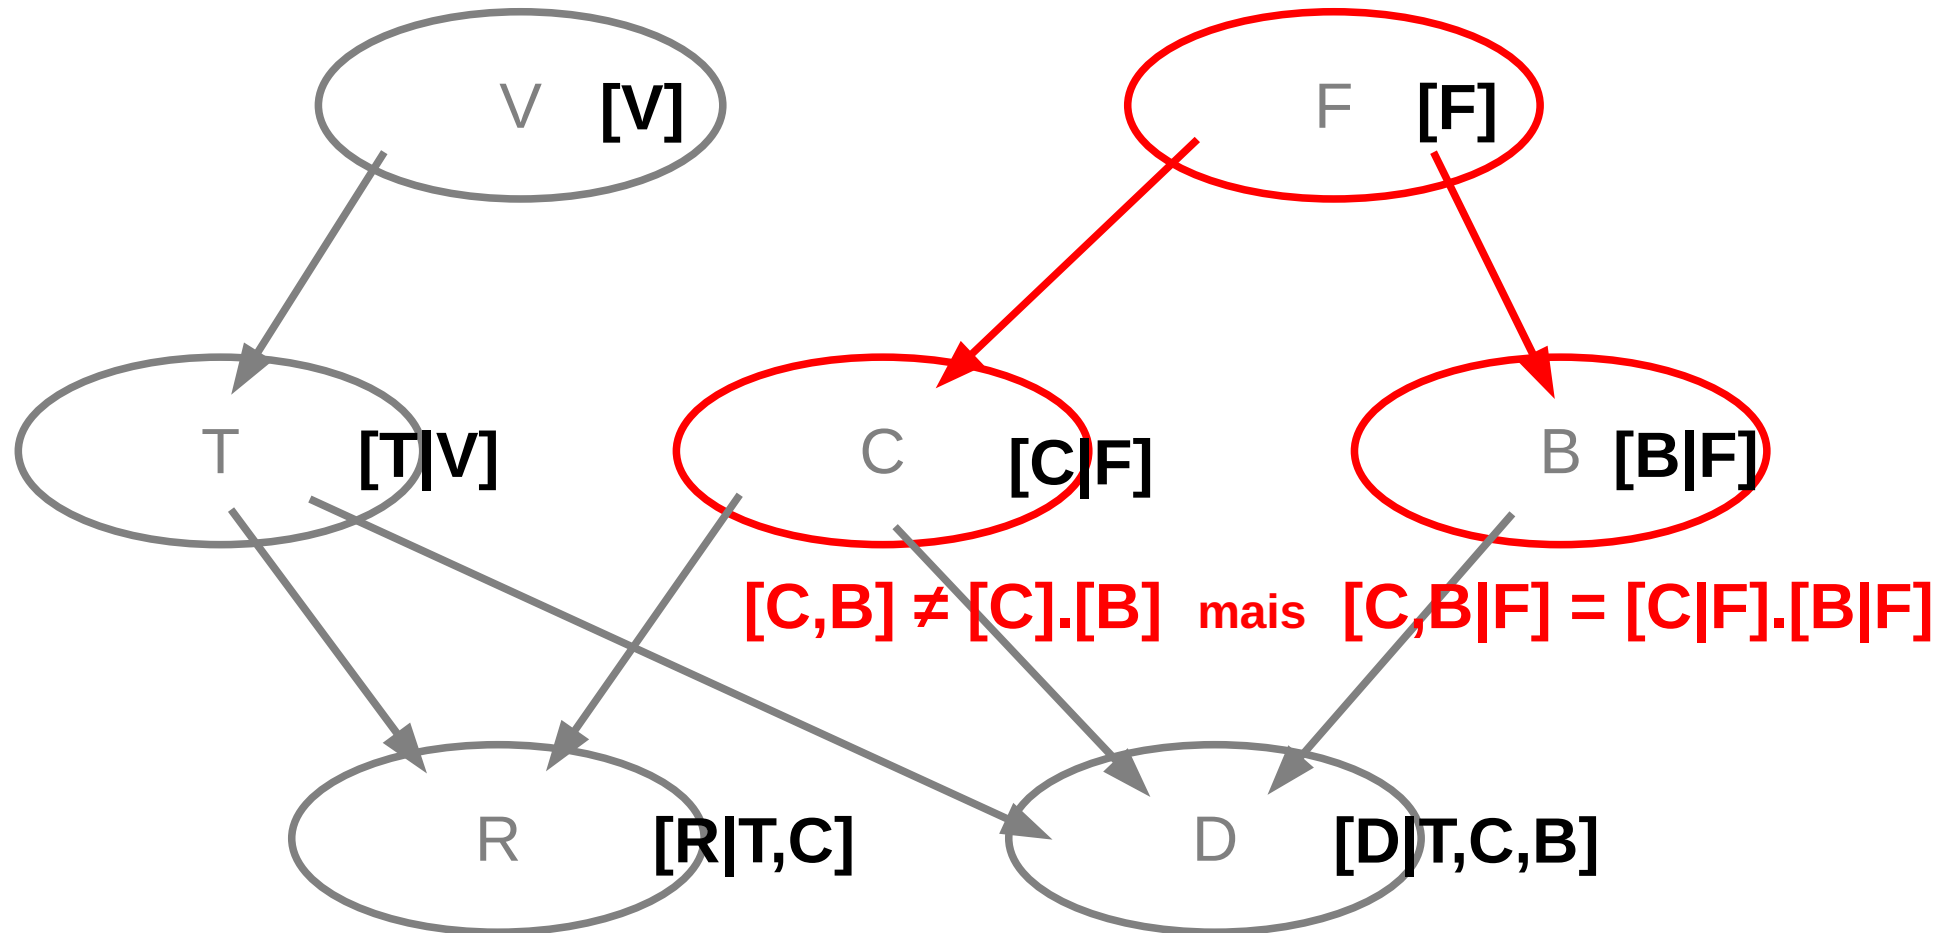 V [V] F [F]
T [T|V] C [C|F] B [B|F]
[C,B] ≠ [C].[B] mais [C,B|F] = [C|F].[B|F]
R [R|T,C] D [D|T,C,B]